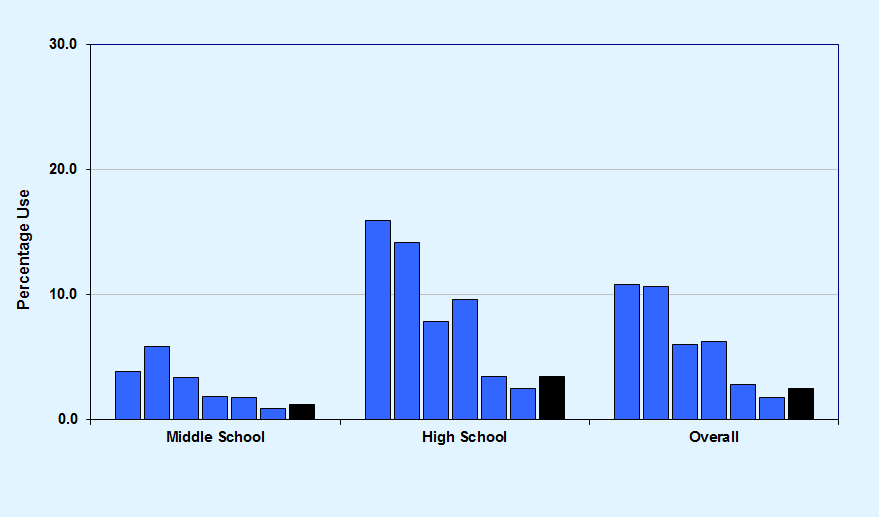 30.0
20.0
10.0
0.0
Percentage Use
Middle School
High School
Overall